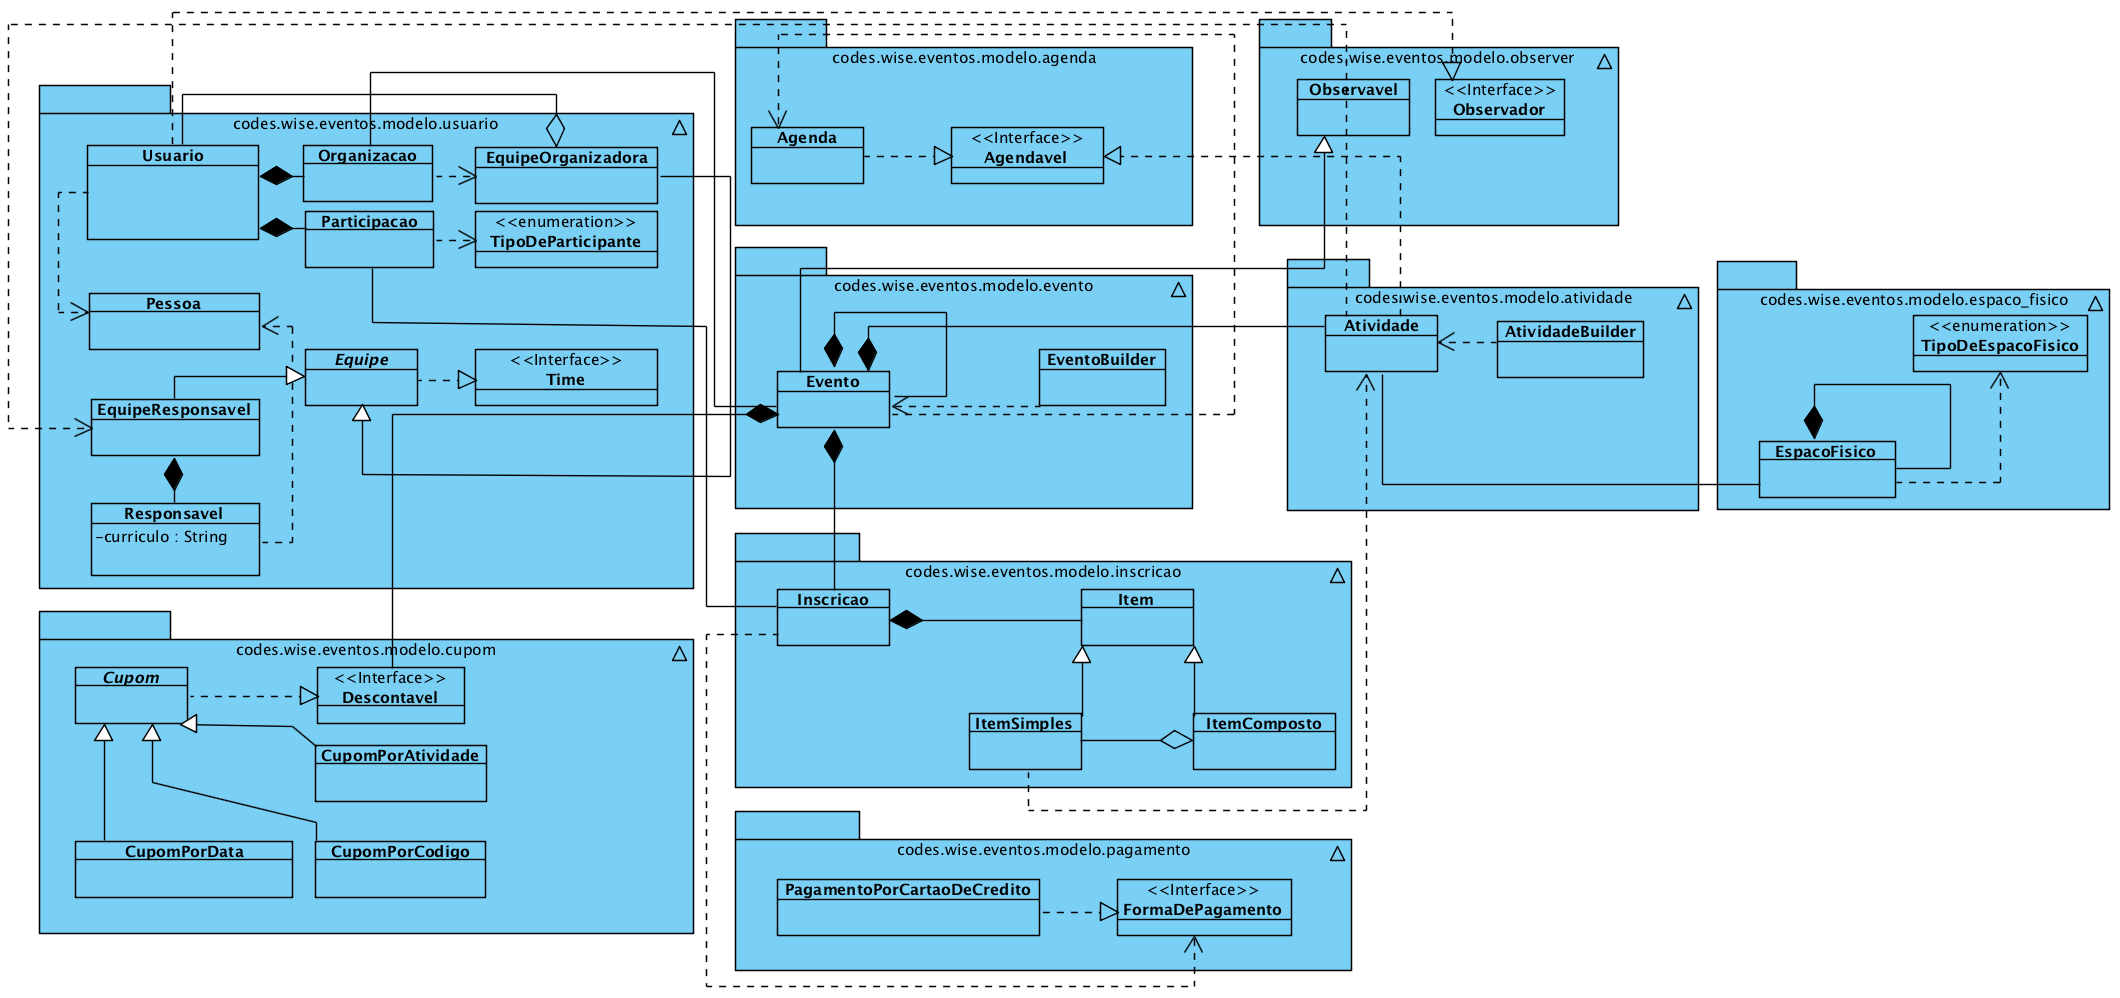 codes.wise.eventos.modelo.usuario
Usuario
Organizacao
EquipeOrganizadora
Participacao
<<enumeration>>
TipoDeParticipante
Pessoa
Equipe
<<Interface>>
Time
EquipeResponsavel
Responsavel
-curriculo : String
codes.wise.eventos.modelo.cupom
Cupom
<<Interface>>
Descontavel
CupomPorAtividade
CupomPorData
CupomPorCodigo
codes.wise.eventos.modelo.agenda
Agenda
<<Interface>>
Agendavel
codes.wise.eventos.modelo.evento
EventoBuilder
Evento
codes.wise.eventos.modelo.inscricao
Inscricao
Item
ItemSimples
ItemComposto
codes.wise.eventos.modelo.pagamento
PagamentoPorCartaoDeCredito
<<Interface>>
FormaDePagamento
codes.wise.eventos.modelo.observer
Observavel
<<Interface>>
Observador
codes.wise.eventos.modelo.atividade
Atividade
AtividadeBuilder
codes.wise.eventos.modelo.espaco_fisico
<<enumeration>>
TipoDeEspacoFisico
EspacoFisico